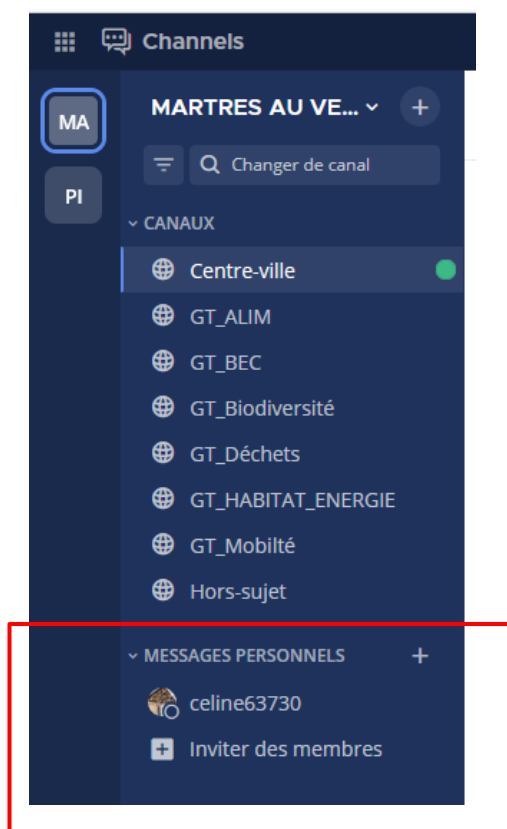 Channels
MA
MARTRES AU VE...
Changer de canal
PI
CANAUX
Centre-ville
GT_ALIM
GT_BEC
GT_Biodiversité
GT_Déchets
GT_HABITAT_ENERGIE
GT_Mobilté
Hors-sujet
MESSAGES PERSONNELS
celine63730
Inviter des membres